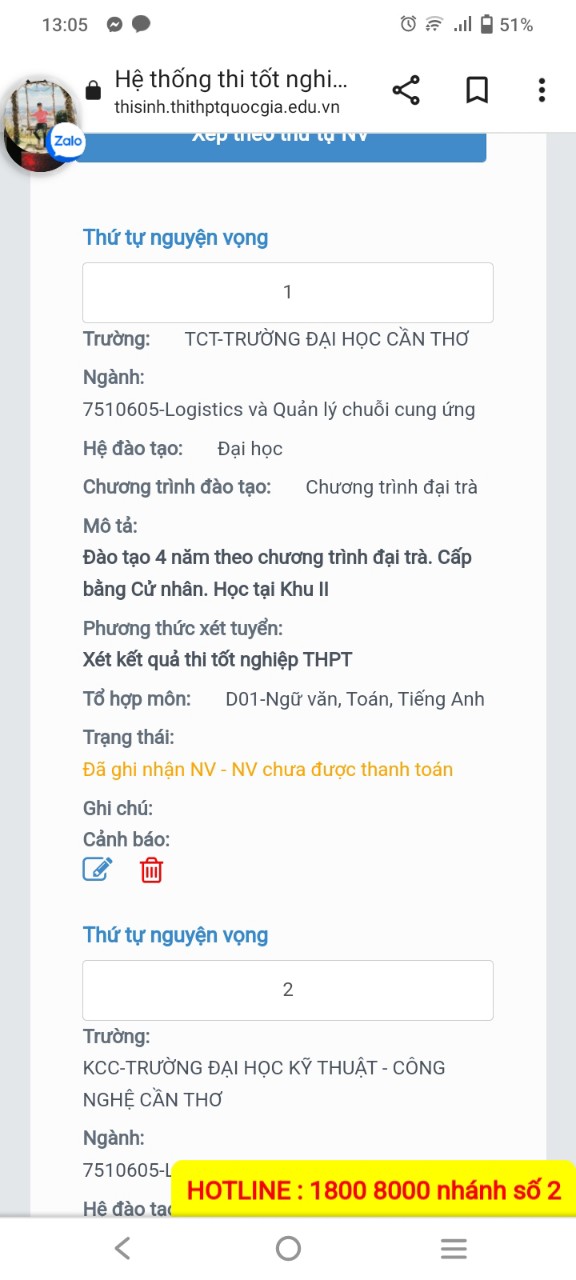 13:05
51%
Hệ thống thi tốt nghi...
thisinh.thithptquocgia.edu.vn
Zalo
Xếp theo thứ tự NV
Thứ tự nguyện vọng
1
Trường: TCT-TRƯỜNG ĐẠI HỌC CẦN THƠ
Ngành:
7510605-Logistics và Quản lý chuỗi cung ứng
Hệ đào tạo: Đại học
Chương trình đào tạo: Chương trình đại trà
Mô tả:
Đào tạo 4 năm theo chương trình đại trà. Cấp
bằng Cử nhân. Học tại Khu II
Phương thức xét tuyển:
Xét kết quả thi tốt nghiệp THPT
Tổ hợp môn: D01-Ngữ văn, Toán, Tiếng Anh
Trạng thái:
Đã ghi nhận NV - NV chưa được thanh toán
Ghi chú:
Cảnh báo:
Thứ tự nguyện vọng
2
Trường:
KCC-TRƯỜNG ĐẠI HỌC KỸ THUẬT - CÔNG
NGHỆ CẦN THƠ
Ngành:
7510605-L
Hệ đào tạ
HOTLINE : 1800 8000 nhánh số 2